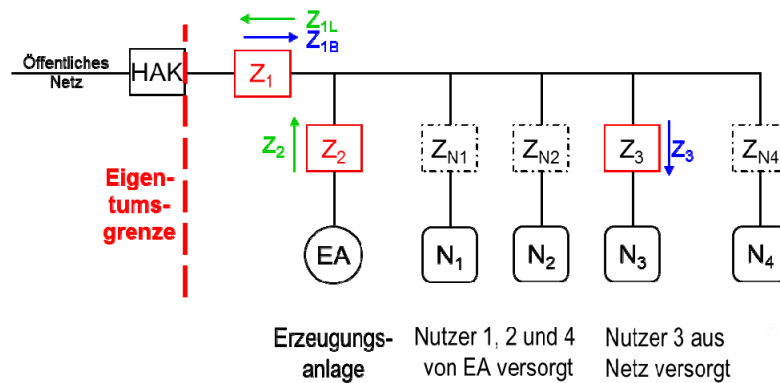 Z1L
Z1B
Öffentliches
Netz
HAK
Z1
Z2
Z2
ZN1
ZN2
Z3
Z3
ZN4
Eigen-
tums-
grenze
EA
N1
N2
N3
N4
Erzeugungs-
anlage
Nutzer 1, 2 und 4
von EA versorgt
Nutzer 3 aus
Netz versorgt